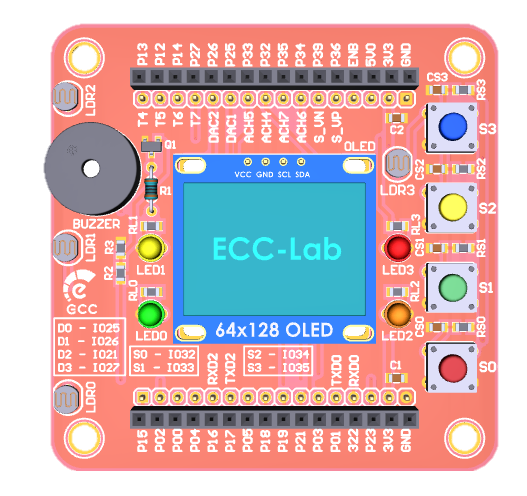 P13 P12 P14 P27 P26 P25 P33 P32 P35 P34 P39 P36 ENB 5V0 3V3 GND
T4 T5 T6 T7 DAC2 DAC1 ACH5 ACH4 ACH7 ACH6 S_VN S_VP
C2
OLED
CS3
RS3
S3
LDR2
Q1
R1
VCC GND SCL SDA
LDR3
CS2
RS2
S2
BUZZER
RL1
RL3
LDR1
R3
R2
LED1
ECC-Lab
LED3
CS1
RS1
S1
GCC
RL0
RL2
LED0
64x128 OLED
LED2
CS0
RS0
S0
D0 - IO25
D1 - IO26
D2 - IO21
D3 - IO27
S0 - IO32
S1 - IO33
S2 - IO34
S3 - IO35
C1
LDR0
RXD2 TXD2 TXD0 RXD0
P15 P02 P00 P04 P16 P17 P05 P18 P19 P21 P03 P01 P22 P23 3V3 GND